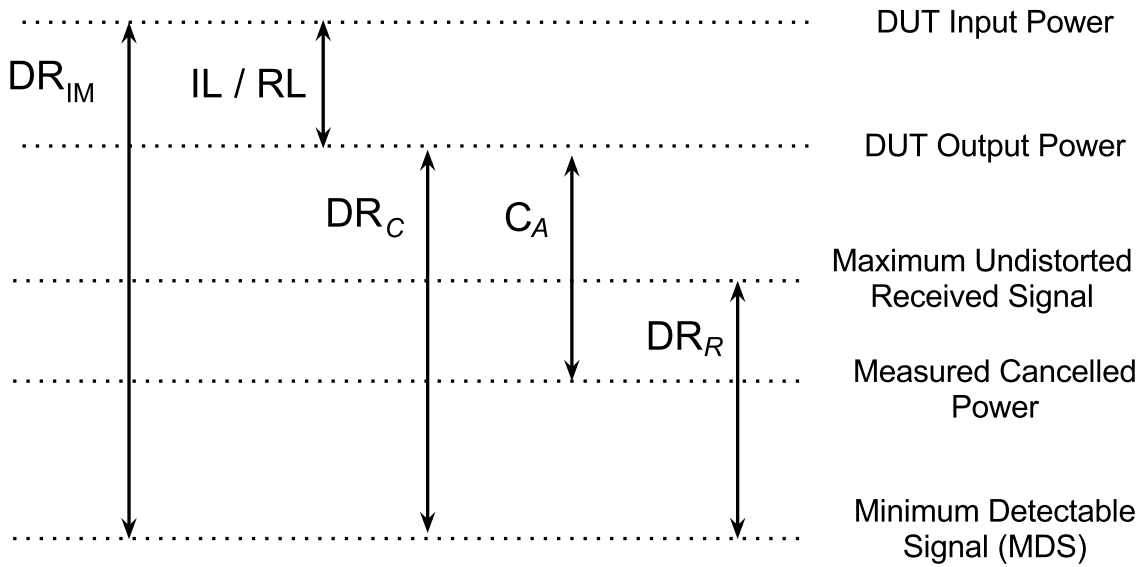 DUT Input Power
DR_IM
IL / RL
DUT Output Power
DR_C
C_A
Maximum Undistorted
Received Signal
DR_R
Measured Cancelled
Power
Minimum Detectable
Signal (MDS)